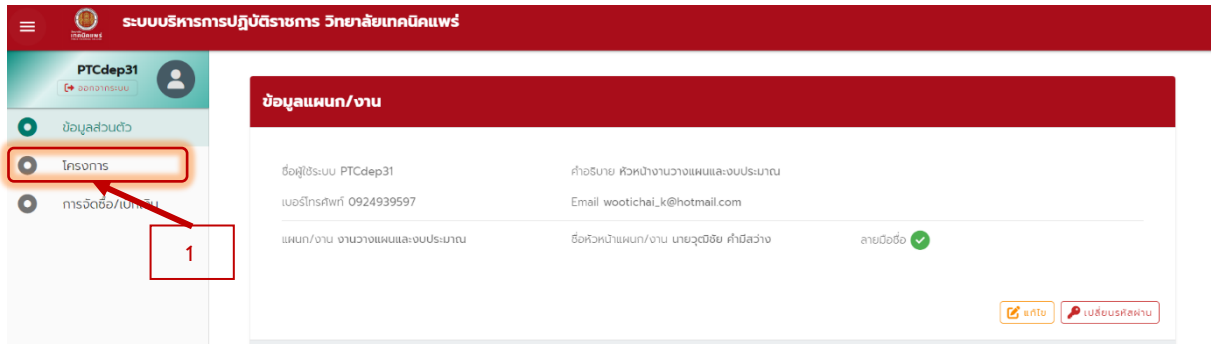 ระบบบริหารการปฏิบัติราชการ วิทยาลัยเทคนิคแพร่
PTCdep31
ออกจากระบบ
ข้อมูลส่วนตัว
โครงการ
การจัดซื้อ/เบิกเงิน
1
ข้อมูลแผนก/งาน
ชื่อผู้ใช้ระบบ PTCdep31 คำอธิบาย หัวหน้างานวางแผนและงบประมาณ
เบอร์โทรศัพท์ 0924939597 Email wootichai_k@hotmail.com
แผนก/งาน งานวางแผนและงบประมาณ ชื่อหัวหน้าแผนก/งาน นายวุฒิชัย คำมีสว่าง ลายมือชื่อ
แก้ไข เปลี่ยนรหัสผ่าน